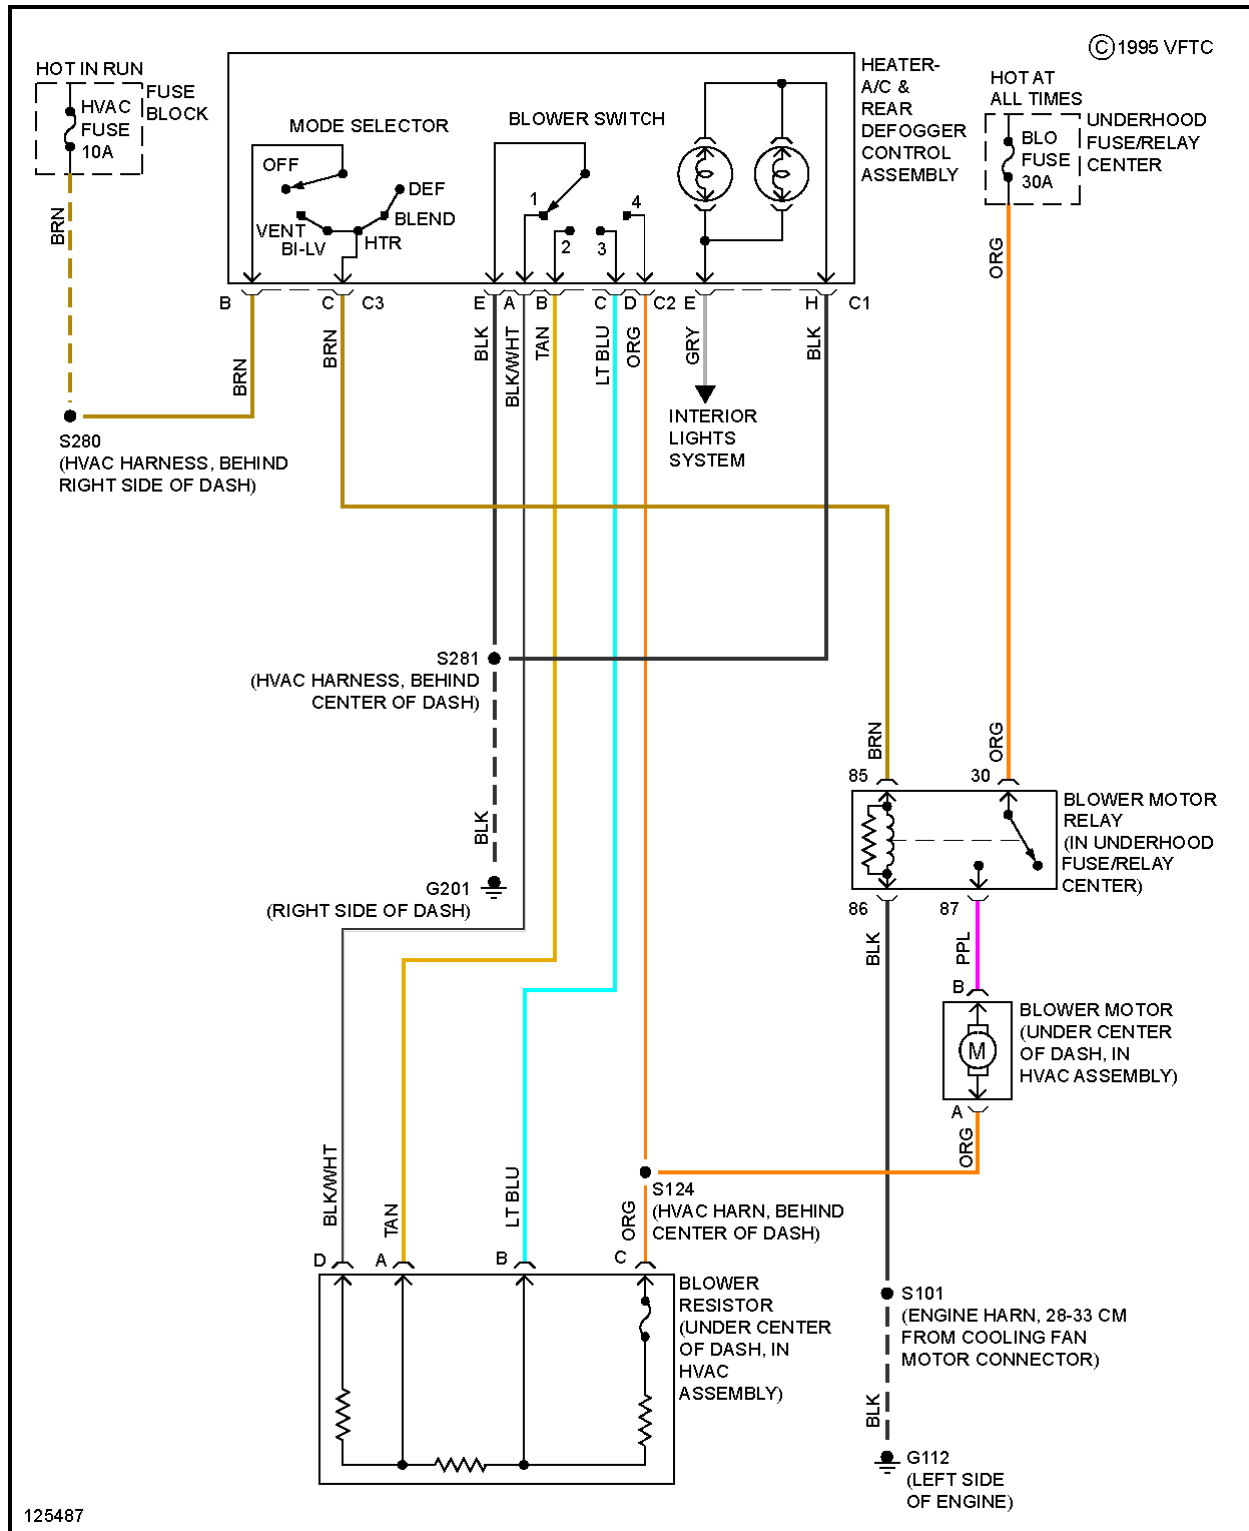 © 1995 VFTC
HOT IN RUN
HVAC
FUSE
10A
FUSE
BLOCK
MODE SELECTOR
OFF
DEF
BLEND
VENT
BI-LV
HTR
BLOWER SWITCH
1
2
3
4
HEATER-
A/C &
REAR
DEFOGGER
CONTROL
ASSEMBLY
HOT AT
ALL TIMES
BLO
FUSE
30A
UNDERHOOD
FUSE/RELAY
CENTER
BRN
ORG
B
C
C3
E
A
B
C
D
C2
E
H
C1
BRN
BRN
BLK
BLK/WHT
TAN
LT BLU
ORG
GRY
BLK
INTERIOR
LIGHTS
SYSTEM
S280
(HVAC HARNESS, BEHIND
RIGHT SIDE OF DASH)
S281
(HVAC HARNESS, BEHIND
CENTER OF DASH)
BRN
ORG
85
30
BLOWER MOTOR
RELAY
(IN UNDERHOOD
FUSE/RELAY
CENTER)
BLK
G201
(RIGHT SIDE OF DASH)
86
87
BLK
PPL
B
BLOWER MOTOR
(UNDER CENTER
OF DASH, IN
HVAC ASSEMBLY)
M
A
ORG
BLK/WHT
TAN
LT BLU
ORG
S124
(HVAC HARN, BEHIND
CENTER OF DASH)
D
A
B
C
BLOWER
RESISTOR
(UNDER CENTER
OF DASH, IN
HVAC
ASSEMBLY)
S101
(ENGINE HARN, 28-33 CM
FROM COOLING FAN
MOTOR CONNECTOR)
BLK
G112
(LEFT SIDE
OF ENGINE)
125487